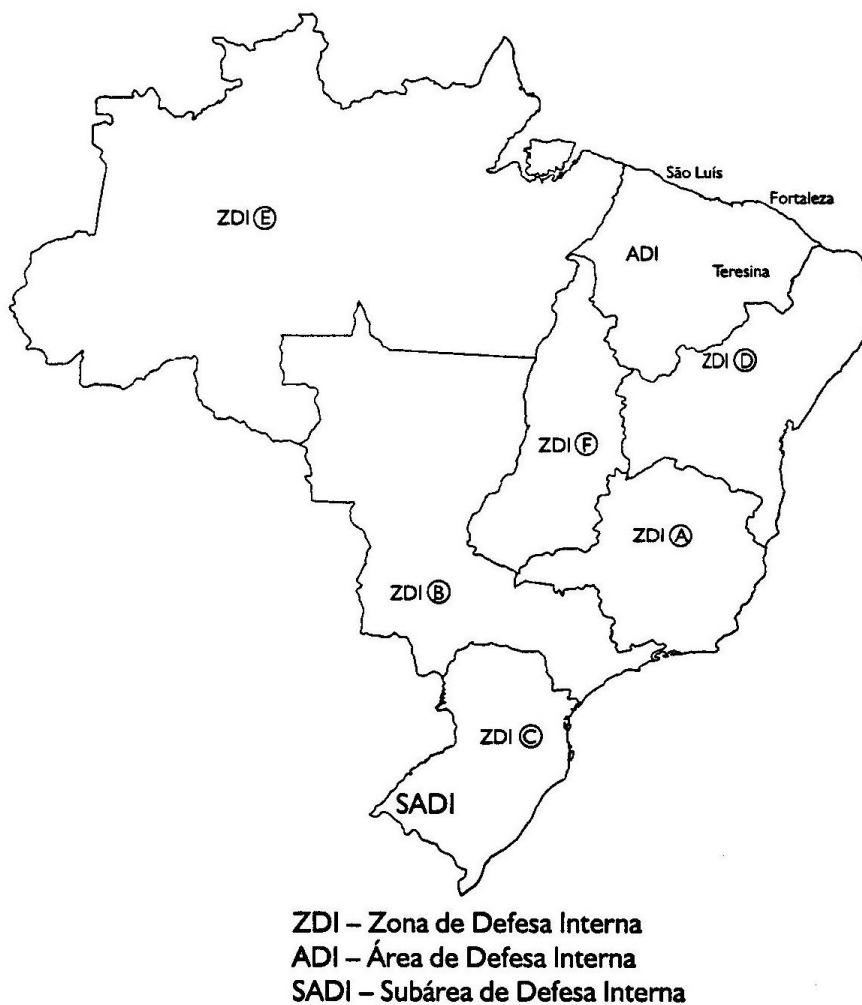 São Luís
Fortaleza
ZDI Ⓔ
ADI
Teresina
ZDI Ⓓ
ZDI Ⓕ
ZDI Ⓐ
ZDI Ⓑ
ZDI Ⓒ
SADI
ZDI – Zona de Defesa Interna
ADI – Área de Defesa Interna
SADI – Subárea de Defesa Interna